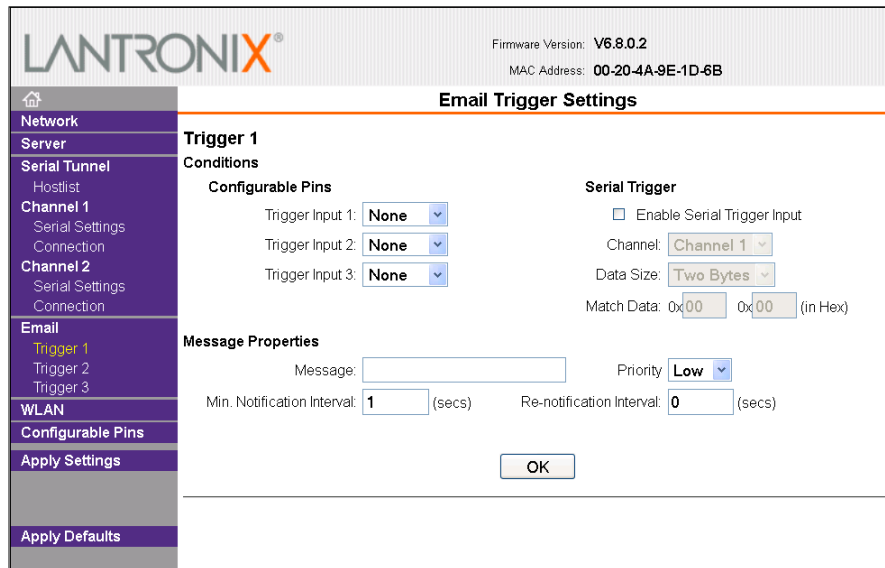 LANTRONIX®
Firmware Version: V6.8.0.2
MAC Address: 00-20-4A-9E-1D-6B
Network
Server
Serial Tunnel
Hostlist
Channel 1
Serial Settings
Connection
Channel 2
Serial Settings
Connection
Email
Trigger 1
Trigger 2
Trigger 3
WLAN
Configurable Pins
Apply Settings
Apply Defaults
Email Trigger Settings
Trigger 1
Conditions
Configurable Pins
Trigger Input 1: None
Trigger Input 2: None
Trigger Input 3: None
Serial Trigger
Enable Serial Trigger Input
Channel: Channel 1
Data Size: Two Bytes
Match Data: 0x 00 0x 00 (in Hex)
Message Properties
Message:
Priority Low
Min. Notification Interval: 1 (secs)
Re-notification Interval: 0 (secs)
OK